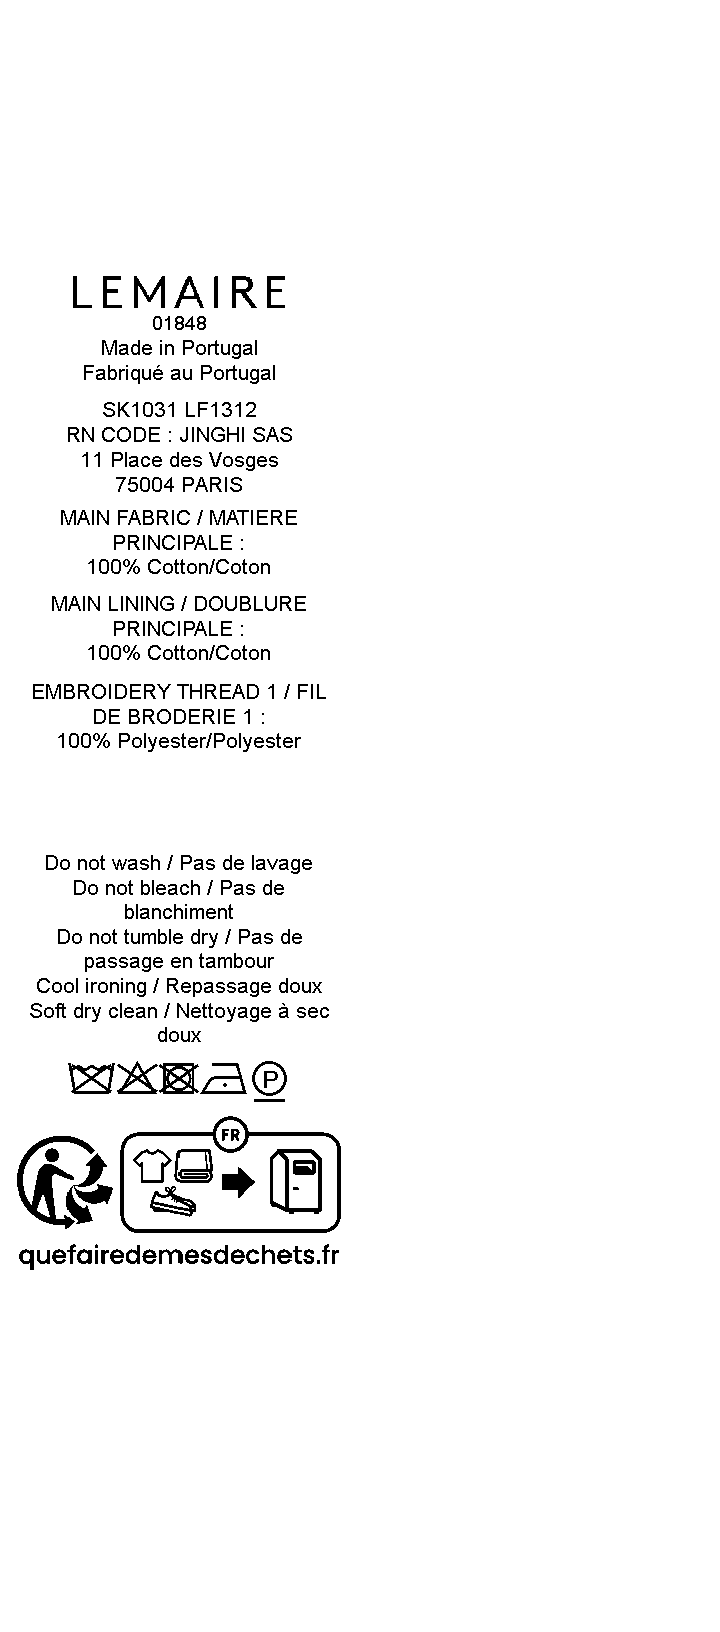 LEMAIRE
01848
Made in Portugal
Fabriqué au Portugal
SK1031 LF1312
RN CODE : JINGHI SAS
11 Place des Vosges
75004 PARIS
MAIN FABRIC / MATIERE
PRINCIPALE :
100% Cotton/Coton
MAIN LINING / DOUBLURE
PRINCIPALE :
100% Cotton/Coton
EMBROIDERY THREAD 1 / FIL
DE BRODERIE 1 :
100% Polyester/Polyester
Do not wash / Pas de lavage
Do not bleach / Pas de
blanchiment
Do not tumble dry / Pas de
passage en tambour
Cool ironing / Repassage doux
Soft dry clean / Nettoyage à sec
doux
P
FR
quefairedemesdechets.fr